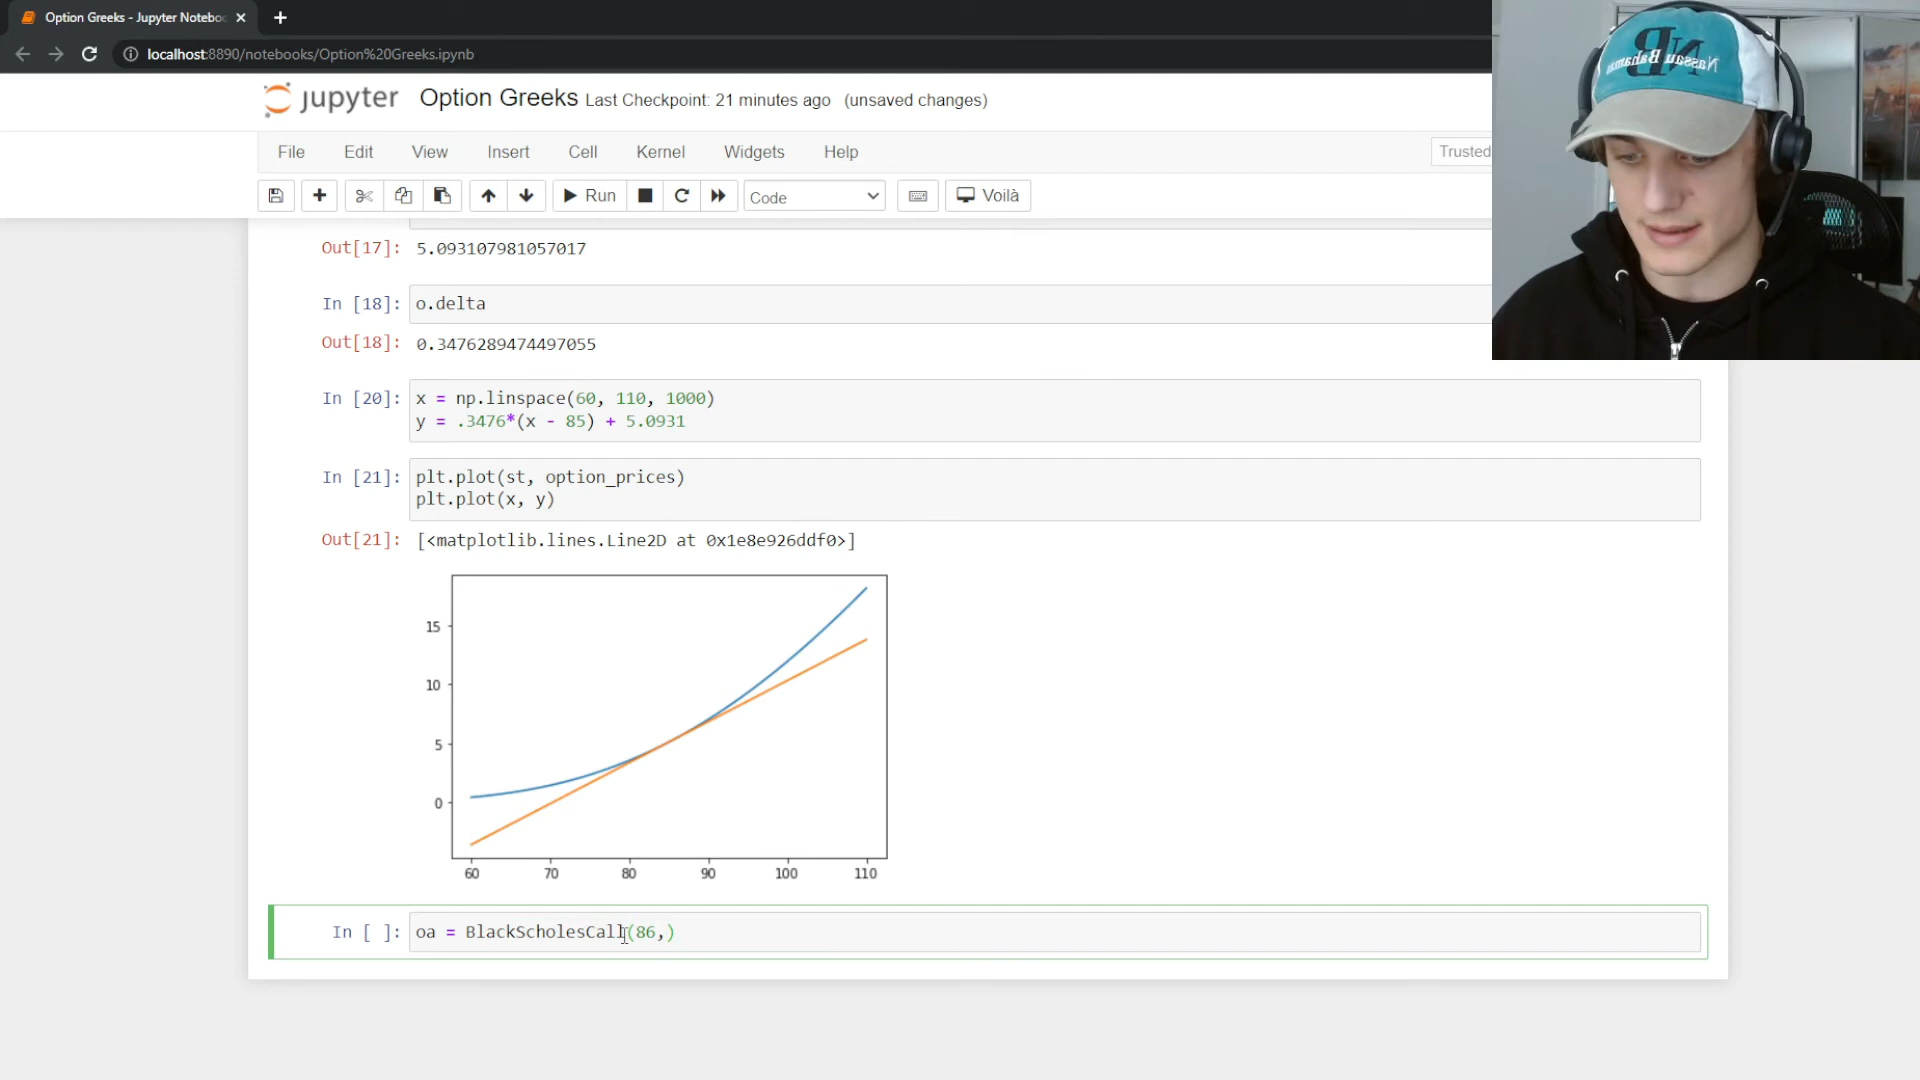 Option Greeks - Jupyter Notebo
localhost:8890/notebooks/Option%20Greeks.ipynb
jupyter Option Greeks Last Checkpoint: 21 minutes ago (unsaved changes)
File Edit View Insert Cell Kernel Widgets Help Trusted
Run Code Voilà
Out[17]: 5.093107981057017
In [18]: o.delta
Out[18]: 0.3476289474497055
In [20]: x = np.linspace(60, 110, 1000)
y = .3476*(x - 85) + 5.0931
In [21]: plt.plot(st, option_prices)
plt.plot(x, y)
Out[21]: [<matplotlib.lines.Line2D at 0x1e8e926ddf0>]
15
10
5
0
60 70 80 90 100 110
In [ ]: oa = BlackScholesCall(86,)
NB
Nassau Bahamas